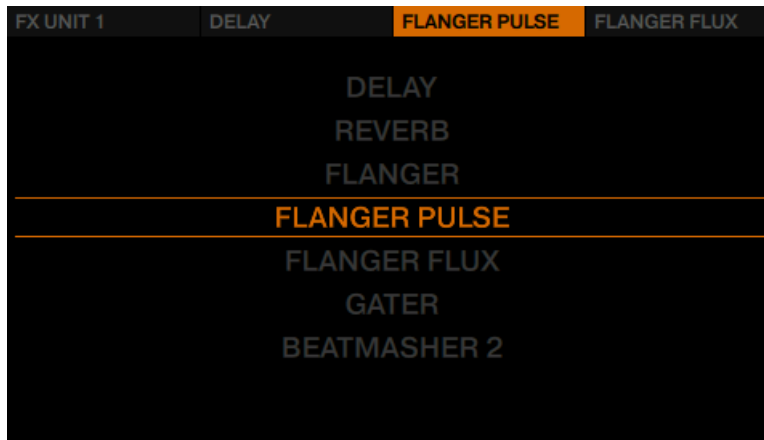 FX UNIT 1 DELAY FLANGER PULSE FLANGER FLUX
DELAY
REVERB
FLANGER
FLANGER PULSE
FLANGER FLUX
GATER
BEATMASHER 2